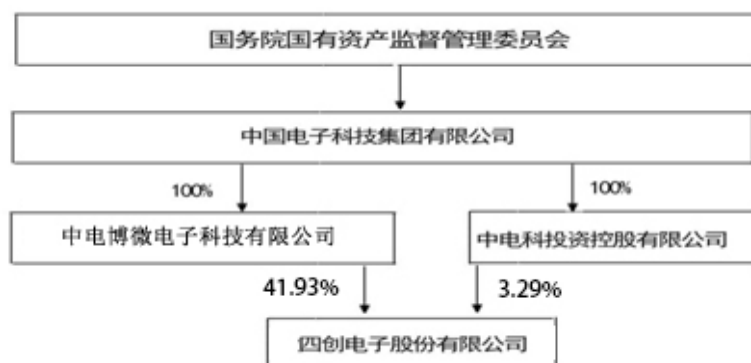 国务院国有资产监督管理委员会
中国电子科技集团有限公司
100% 100%
中电博微电子科技有限公司 中电科投资控股有限公司
41.93% 3.29%
四创电子股份有限公司